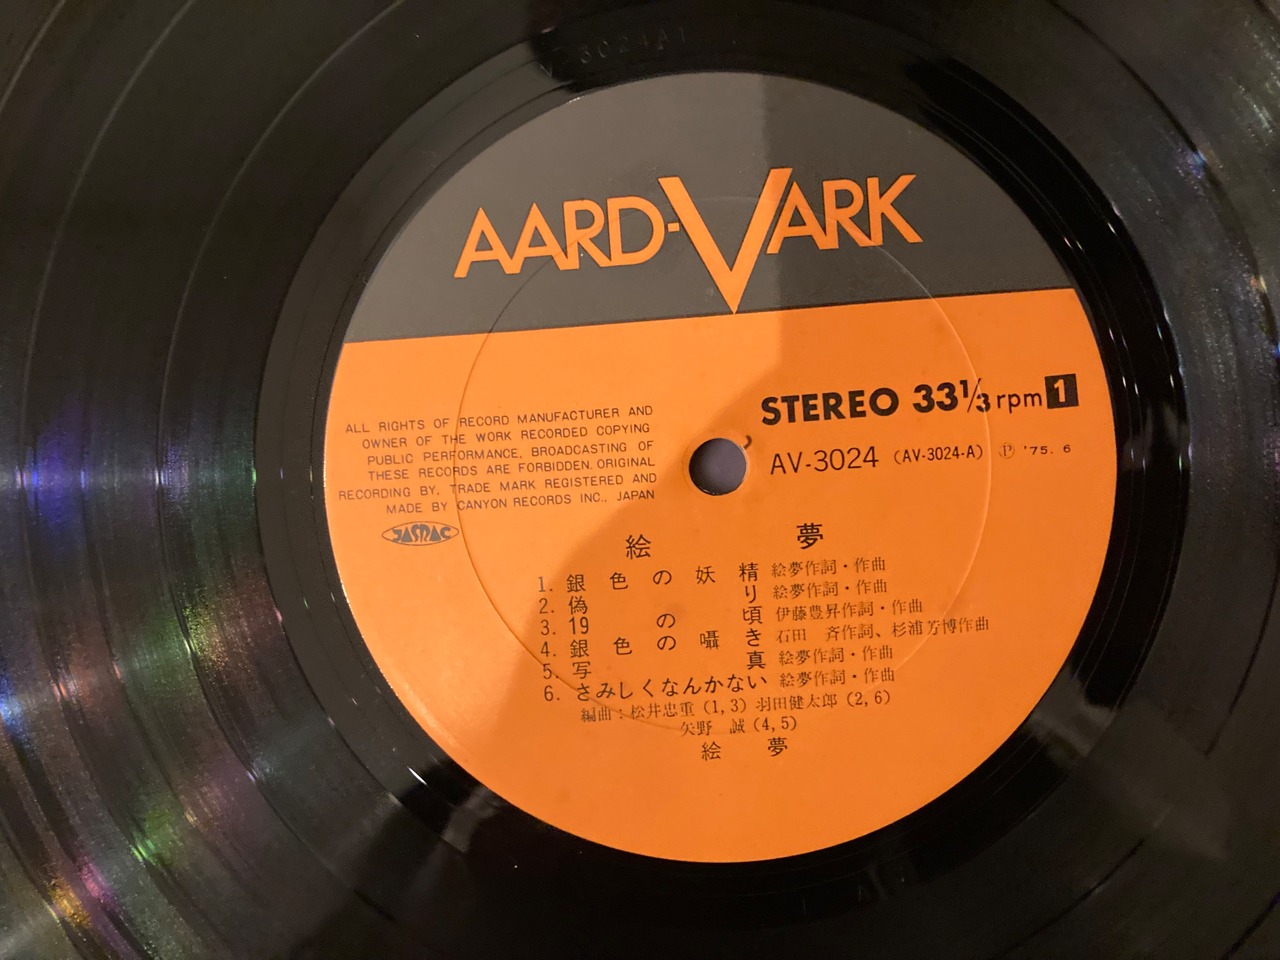 3024A1
AARD-VARK
STEREO 33⅓ rpm 1
AV-3024 (AV-3024-A) Ⓟ '75. 6
ALL RIGHTS OF RECORD MANUFACTURER AND
OWNER OF THE WORK RECORDED COPYING
PUBLIC PERFORMANCE, BROADCASTING OF
THESE RECORDS ARE FORBIDDEN. ORIGINAL
RECORDING BY, TRADE MARK REGISTERED AND
MADE BY CANYON RECORDS INC., JAPAN
JASRAC
絵 夢
1. 銀色の妖精 絵夢作詞・作曲
2. 偽り 絵夢作詞・作曲
3. 19の頃 伊藤豊昇作詞・作曲
4. 銀色の囁き 石田 斉作詞、杉浦芳博作曲
5. 写真 絵夢作詞・作曲
6. さみしくなんかない 絵夢作詞・作曲
編曲:松井忠重(1,3) 羽田健太郎(2,6)
矢野 誠(4,5)
絵 夢